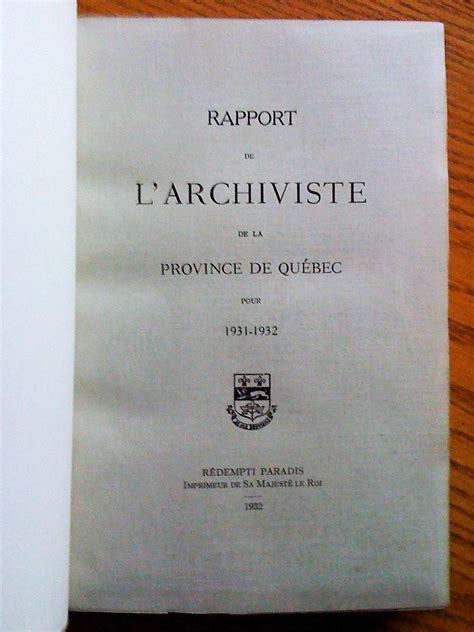 RAPPORT
DE
L'ARCHIVISTE
DE LA
PROVINCE DE QUÉBEC
POUR
1931-1932
RÉDEMPTI PARADIS
IMPRIMEUR DE SA MAJESTÉ LE ROI
1932